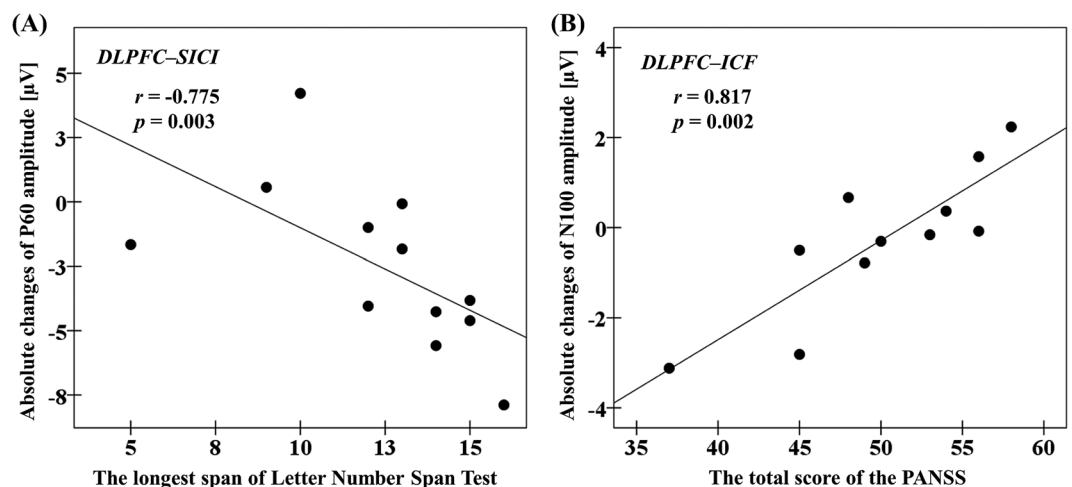 (A)
DLPFC–SICI
r = -0.775
p = 0.003
Absolute changes of P60 amplitude [μV]
5
3
0
-3
-5
-8
5
8
10
13
15
The longest span of Letter Number Span Test
(B)
DLPFC–ICF
r = 0.817
p = 0.002
Absolute changes of N100 amplitude [μV]
4
2
0
-2
-4
35
40
45
50
55
60
The total score of the PANSS